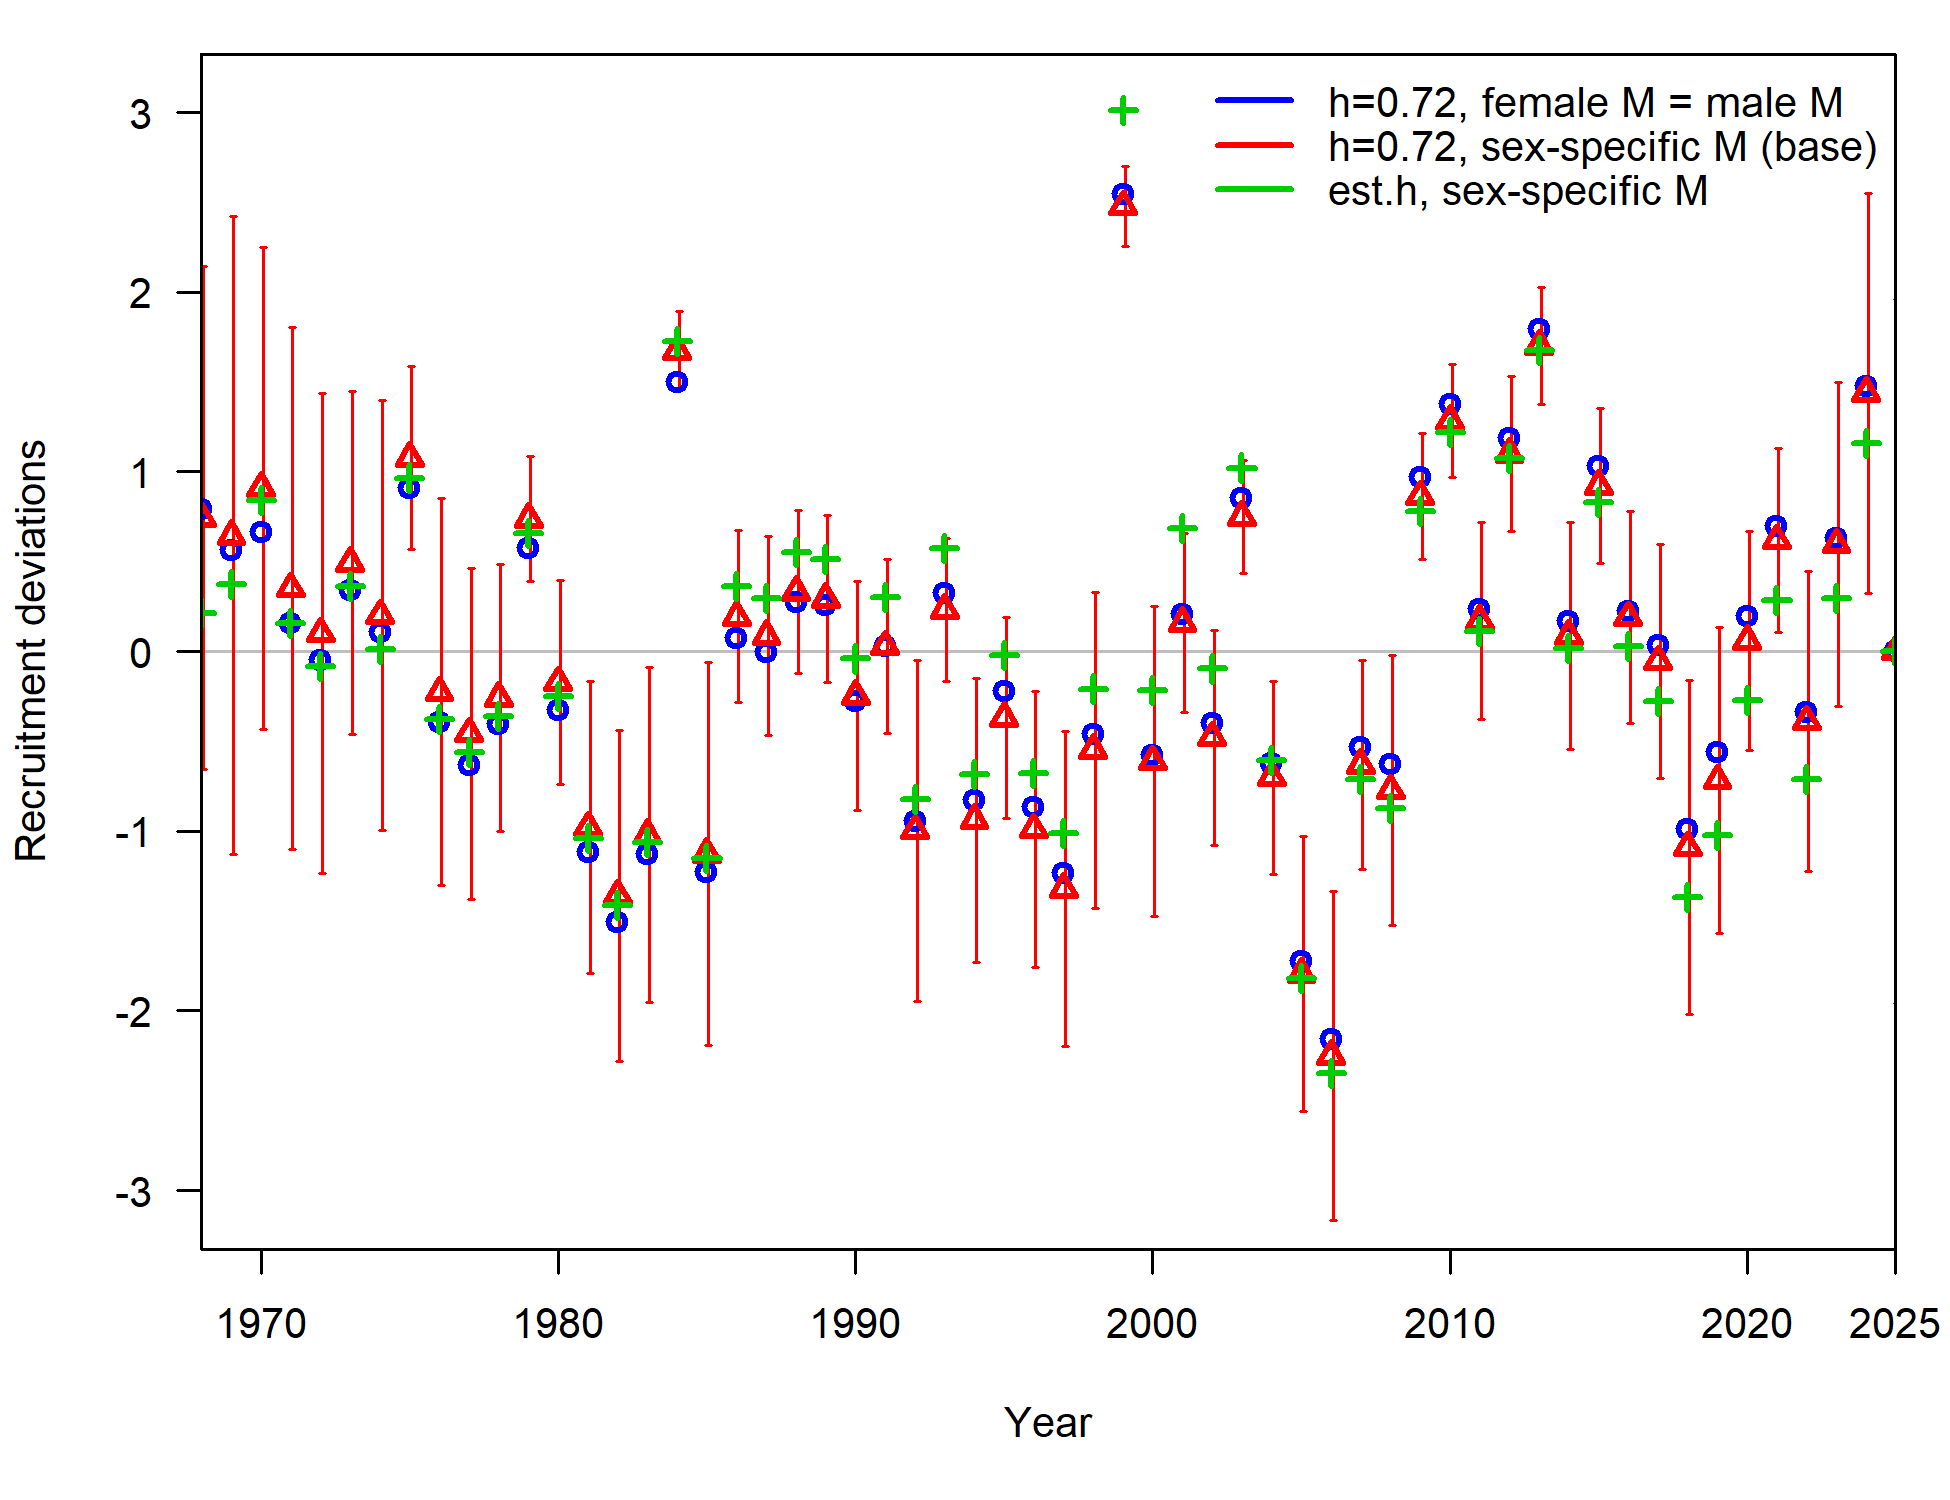 h=0.72, female M = male M
h=0.72, sex-specific M (base)
est.h, sex-specific M
Recruitment deviations
3
2
1
0
-1
-2
-3
1970 1980 1990 2000 2010 2020 2025
Year